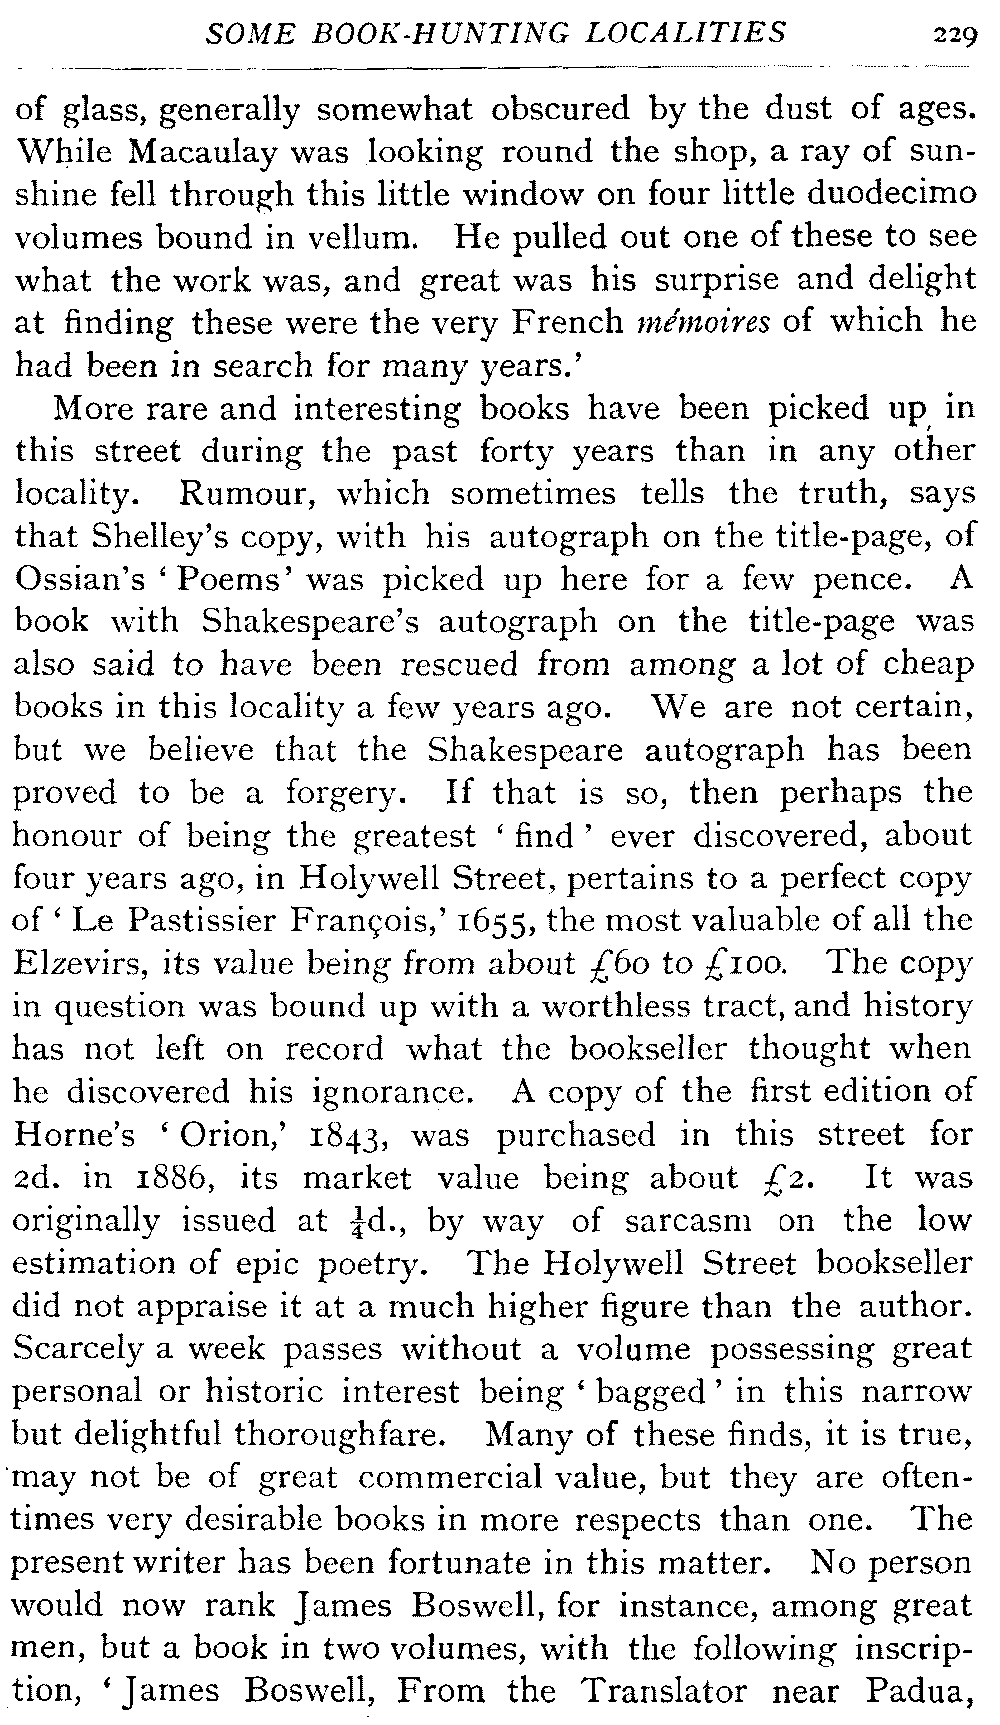 SOME BOOK-HUNTING LOCALITIES 229
of glass, generally somewhat obscured by the dust of ages.
While Macaulay was looking round the shop, a ray of sun-
shine fell through this little window on four little duodecimo
volumes bound in vellum. He pulled out one of these to see
what the work was, and great was his surprise and delight
at finding these were the very French mémoires of which he
had been in search for many years.’
More rare and interesting books have been picked up in
this street during the past forty years than in any other
locality. Rumour, which sometimes tells the truth, says
that Shelley’s copy, with his autograph on the title-page, of
Ossian’s ‘ Poems’ was picked up here for a few pence. A
book with Shakespeare’s autograph on the title-page was
also said to have been rescued from among a lot of cheap
books in this locality a few years ago. We are not certain,
but we believe that the Shakespeare autograph has been
proved to be a forgery. If that is so, then perhaps the
honour of being the greatest ‘ find ’ ever discovered, about
four years ago, in Holywell Street, pertains to a perfect copy
of ‘ Le Pastissier François,’ 1655, the most valuable of all the
Elzevirs, its value being from about £60 to £100. The copy
in question was bound up with a worthless tract, and history
has not left on record what the bookseller thought when
he discovered his ignorance. A copy of the first edition of
Horne’s ‘ Orion,’ 1843, was purchased in this street for
2d. in 1886, its market value being about £2. It was
originally issued at ¼d., by way of sarcasm on the low
estimation of epic poetry. The Holywell Street bookseller
did not appraise it at a much higher figure than the author.
Scarcely a week passes without a volume possessing great
personal or historic interest being ‘ bagged ’ in this narrow
but delightful thoroughfare. Many of these finds, it is true,
may not be of great commercial value, but they are often-
times very desirable books in more respects than one. The
present writer has been fortunate in this matter. No person
would now rank James Boswell, for instance, among great
men, but a book in two volumes, with the following inscrip-
tion, ‘ James Boswell, From the Translator near Padua,